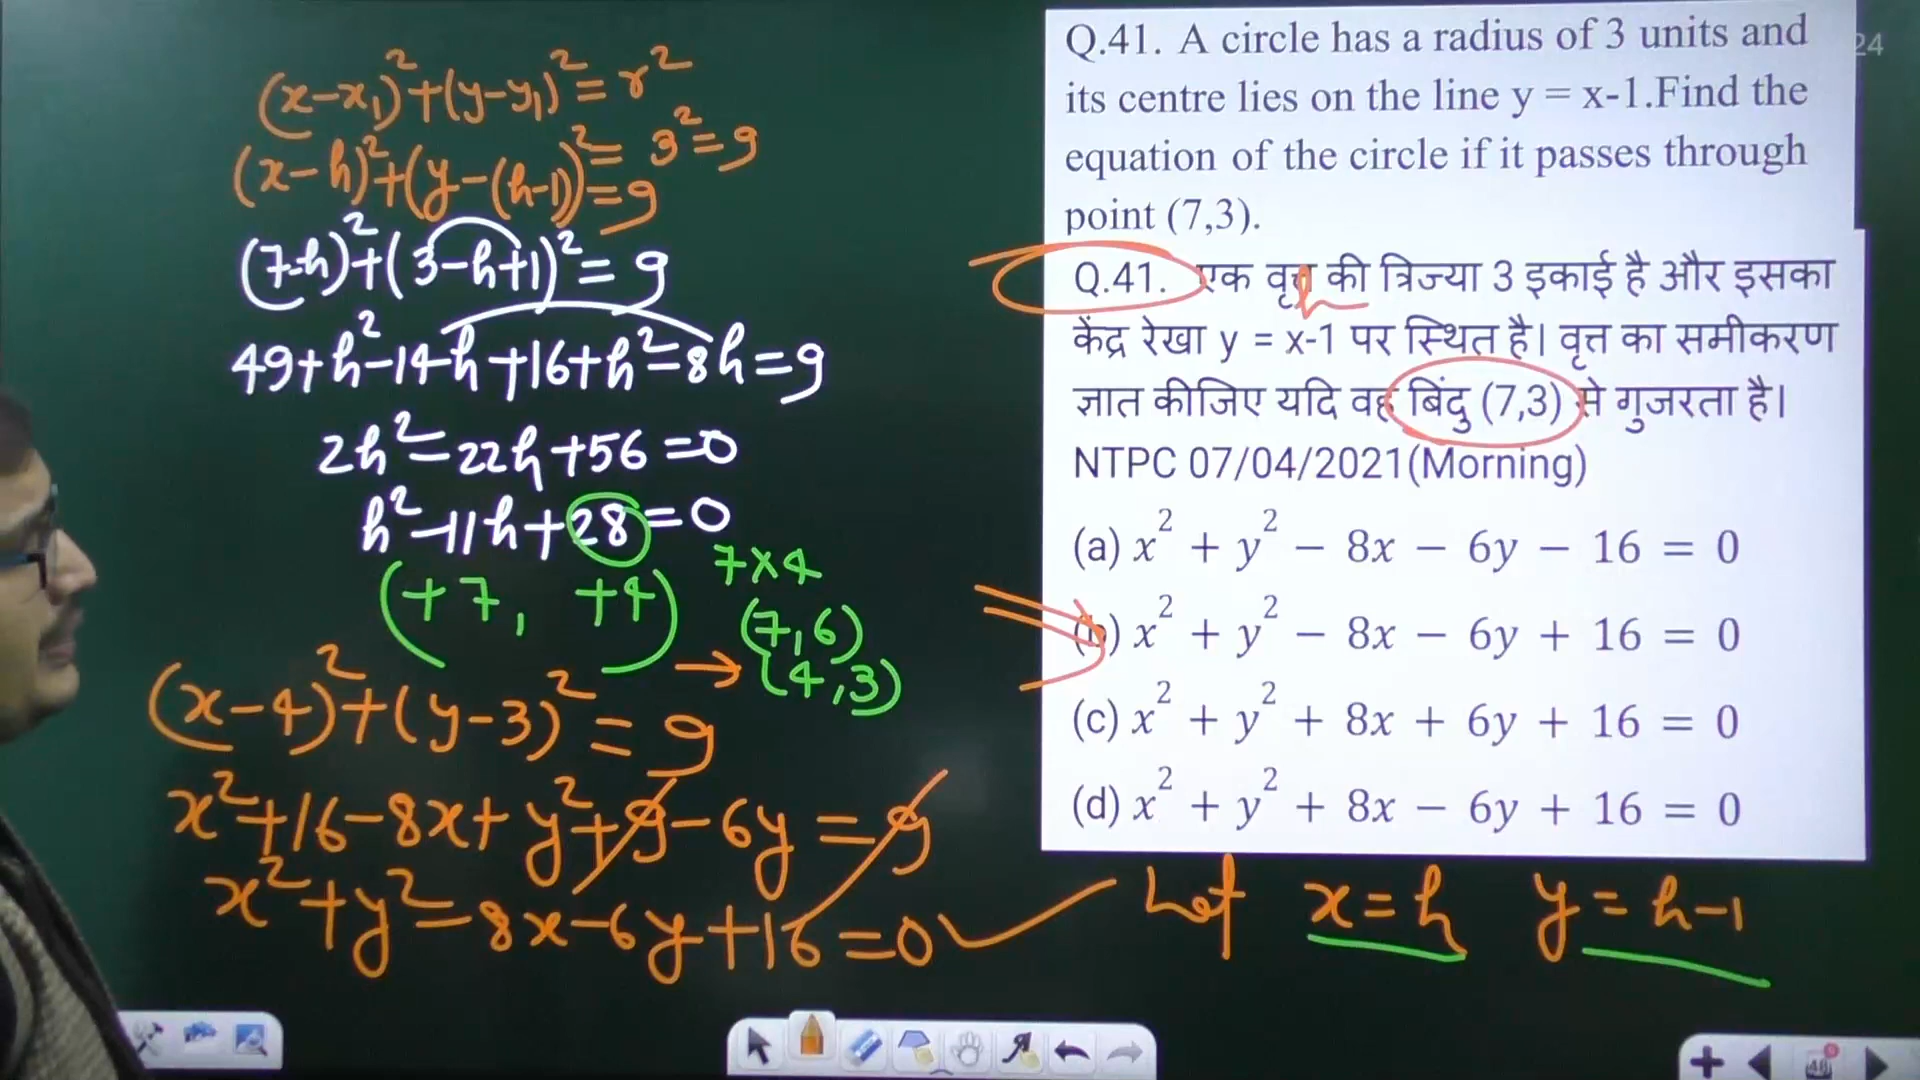 (x-x₁)²+(y-y₁)²=r²
(x-h)²+(y-(h-1))²=3²=9
=9
(7-h)²+(3-h+1)²=9
49+h²-14h+16+h²-8h=9
2h²-22h+56=0
h²-11h+28=0
7×4
(+7, +4)
(7,6)
→(4,3)
(x-4)²+(y-3)²=9
x²+16-8x+y²+9-6y=9
x²+y²-8x-6y+16=0
24
Q.41. A circle has a radius of 3 units and
its centre lies on the line y = x-1.Find the
equation of the circle if it passes through
point (7,3).
Q.41. एक वृत्त की त्रिज्या 3 इकाई है और इसका
केंद्र रेखा y = x-1 पर स्थित है। वृत्त का समीकरण
ज्ञात कीजिए यदि वह बिंदु (7,3) से गुजरता है।
NTPC 07/04/2021(Morning)
(a) x² + y² − 8x − 6y − 16 = 0
(b) x² + y² − 8x − 6y + 16 = 0
(c) x² + y² + 8x + 6y + 16 = 0
(d) x² + y² + 8x − 6y + 16 = 0
Let x=h y=h-1